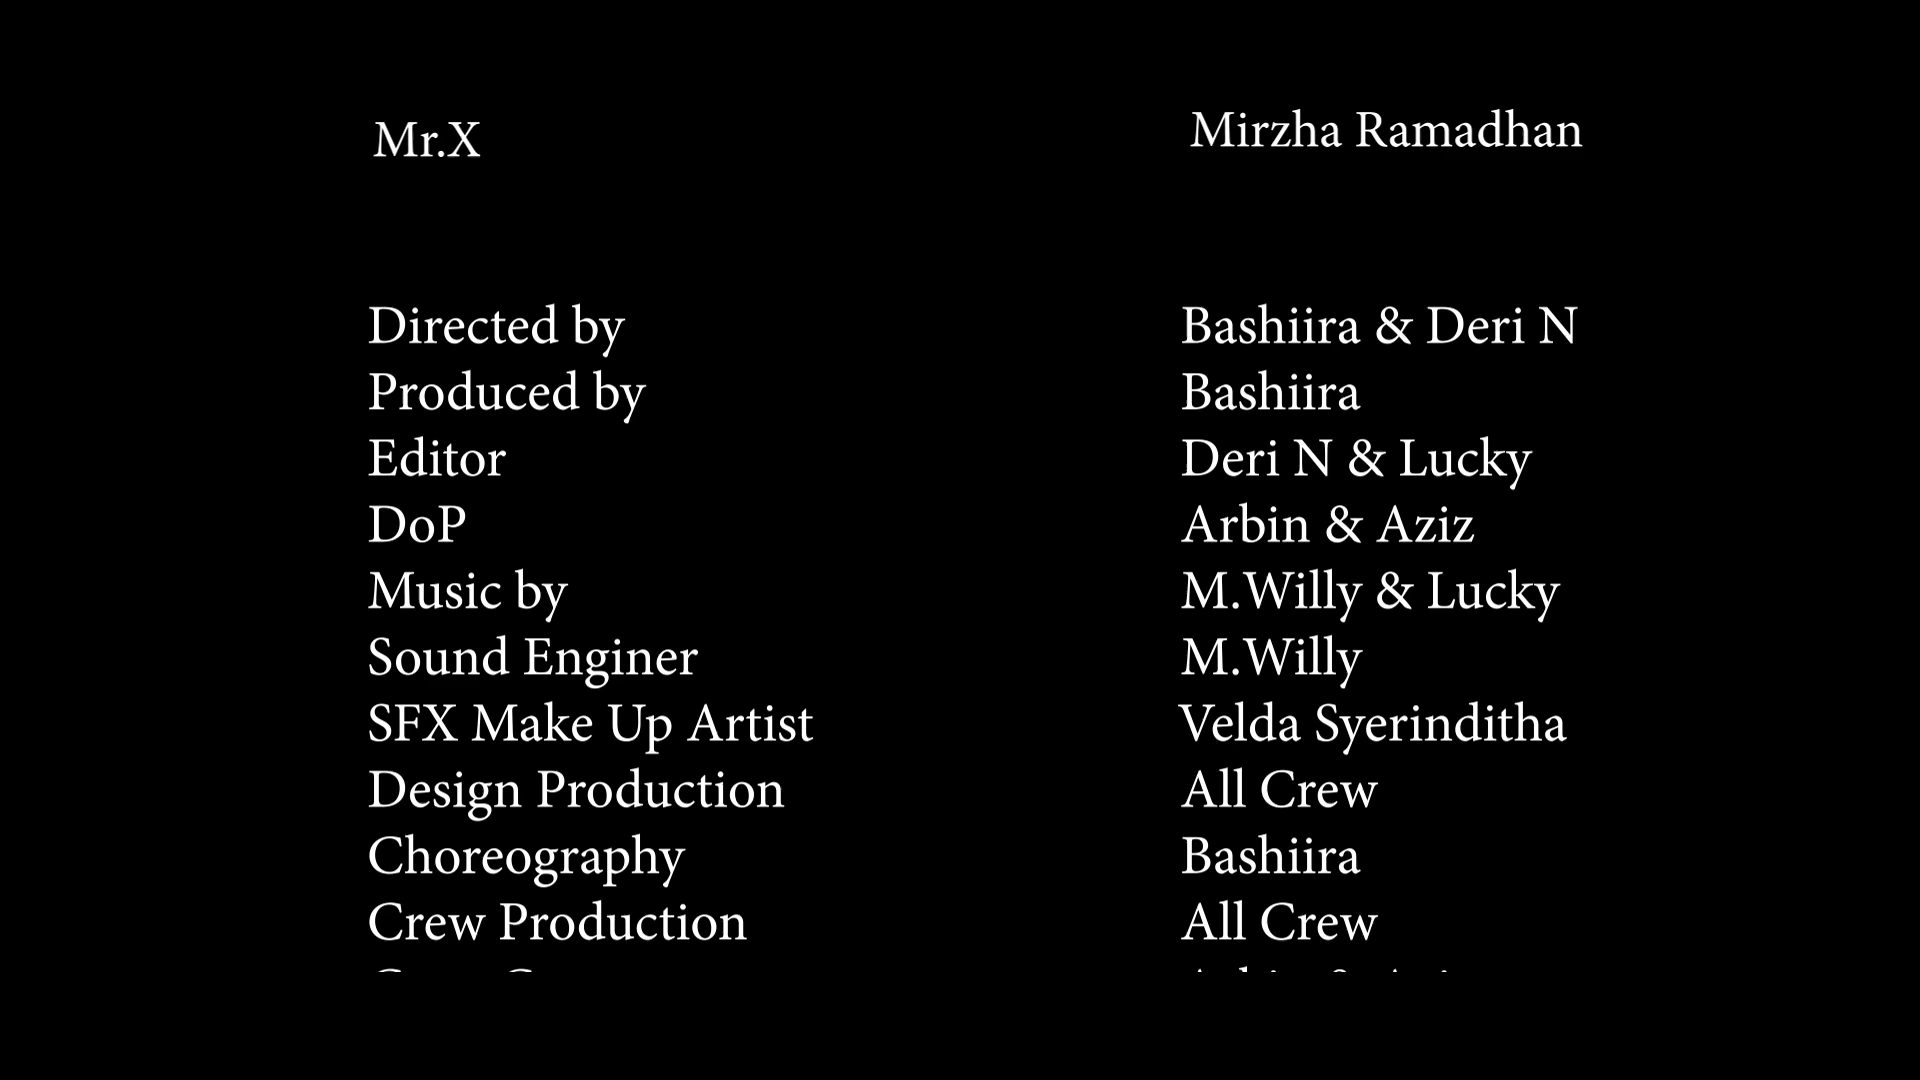 Mr.X Mirzha Ramadhan
Directed by Bashiira & Deri N
Produced by Bashiira
Editor Deri N & Lucky
DoP Arbin & Aziz
Music by M.Willy & Lucky
Sound Enginer M.Willy
SFX Make Up Artist Velda Syerinditha
Design Production All Crew
Choreography Bashiira
Crew Production All Crew